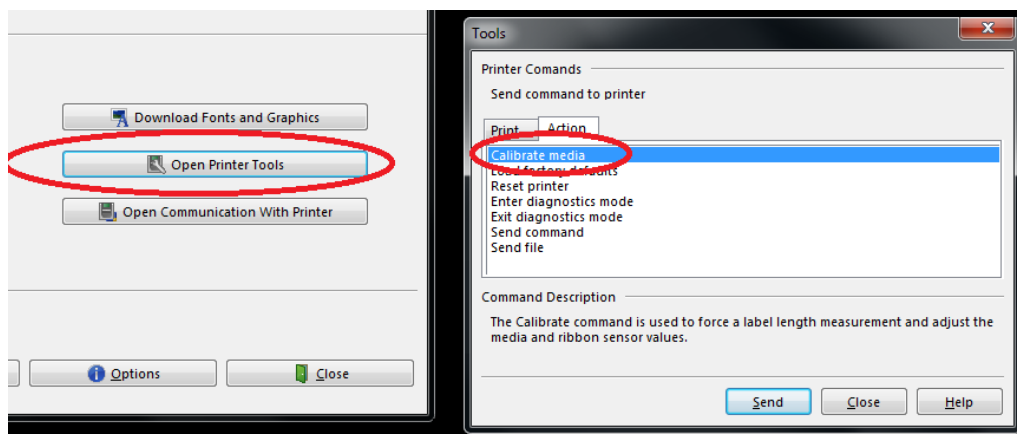 Download Fonts and Graphics
Open Printer Tools
Open Communication With Printer
Options
Close
Tools
X
Printer Comands
Send command to printer
Print
Action
Calibrate media
Load factory defaults
Reset printer
Enter diagnostics mode
Exit diagnostics mode
Send command
Send file
Command Description
The Calibrate command is used to force a label length measurement and adjust the
media and ribbon sensor values.
Send
Close
Help